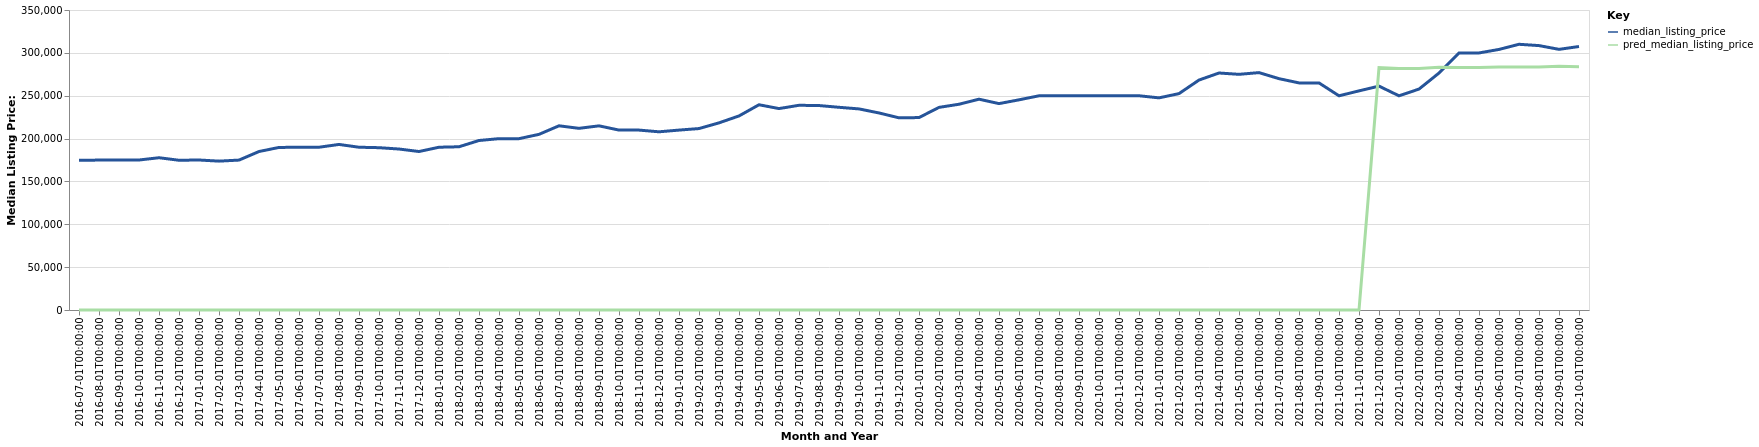 350,000
300,000
250,000
200,000
150,000
100,000
50,000
0
Median Listing Price:
2016-07-01T00:00:00
2016-08-01T00:00:00
2016-09-01T00:00:00
2016-10-01T00:00:00
2016-11-01T00:00:00
2016-12-01T00:00:00
2017-01-01T00:00:00
2017-02-01T00:00:00
2017-03-01T00:00:00
2017-04-01T00:00:00
2017-05-01T00:00:00
2017-06-01T00:00:00
2017-07-01T00:00:00
2017-08-01T00:00:00
2017-09-01T00:00:00
2017-10-01T00:00:00
2017-11-01T00:00:00
2017-12-01T00:00:00
2018-01-01T00:00:00
2018-02-01T00:00:00
2018-03-01T00:00:00
2018-04-01T00:00:00
2018-05-01T00:00:00
2018-06-01T00:00:00
2018-07-01T00:00:00
2018-08-01T00:00:00
2018-09-01T00:00:00
2018-10-01T00:00:00
2018-11-01T00:00:00
2018-12-01T00:00:00
2019-01-01T00:00:00
2019-02-01T00:00:00
2019-03-01T00:00:00
2019-04-01T00:00:00
2019-05-01T00:00:00
2019-06-01T00:00:00
2019-07-01T00:00:00
2019-08-01T00:00:00
2019-09-01T00:00:00
2019-10-01T00:00:00
2019-11-01T00:00:00
2019-12-01T00:00:00
2020-01-01T00:00:00
2020-02-01T00:00:00
2020-03-01T00:00:00
2020-04-01T00:00:00
2020-05-01T00:00:00
2020-06-01T00:00:00
2020-07-01T00:00:00
2020-08-01T00:00:00
2020-09-01T00:00:00
2020-10-01T00:00:00
2020-11-01T00:00:00
2020-12-01T00:00:00
2021-01-01T00:00:00
2021-02-01T00:00:00
2021-03-01T00:00:00
2021-04-01T00:00:00
2021-05-01T00:00:00
2021-06-01T00:00:00
2021-07-01T00:00:00
2021-08-01T00:00:00
2021-09-01T00:00:00
2021-10-01T00:00:00
2021-11-01T00:00:00
2021-12-01T00:00:00
2022-01-01T00:00:00
2022-02-01T00:00:00
2022-03-01T00:00:00
2022-04-01T00:00:00
2022-05-01T00:00:00
2022-06-01T00:00:00
2022-07-01T00:00:00
2022-08-01T00:00:00
2022-09-01T00:00:00
2022-10-01T00:00:00
Month and Year
Key
median_listing_price
pred_median_listing_price